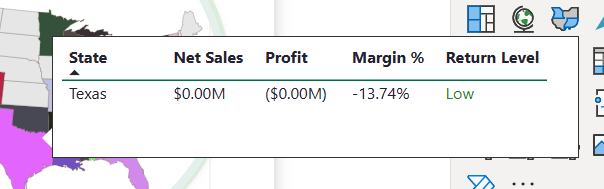 State Net Sales Profit Margin % Return Level
Texas $0.00M ($0.00M) -13.74% Low